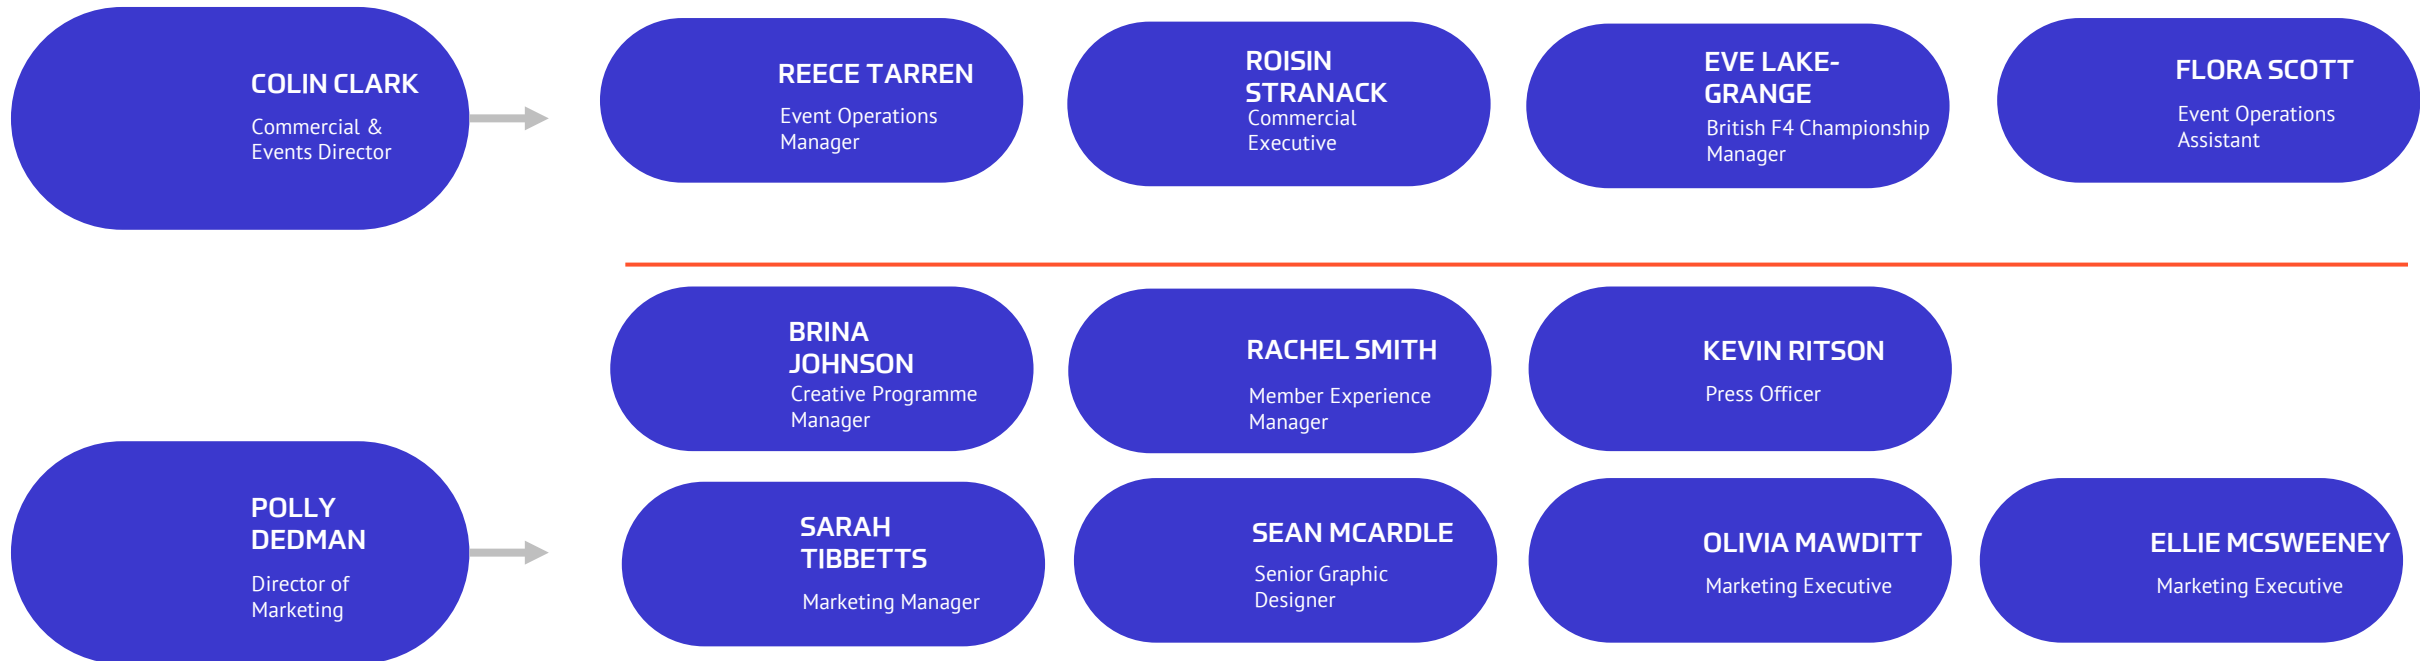 COLIN CLARK
Commercial &
Events Director
REECE TARREN
Event Operations
Manager
ROISIN
STRANACK
Commercial
Executive
EVE LAKE-
GRANGE
British F4 Championship
Manager
FLORA SCOTT
Event Operations
Assistant
BRINA
JOHNSON
Creative Programme
Manager
RACHEL SMITH
Member Experience
Manager
KEVIN RITSON
Press Officer
POLLY
DEDMAN
Director of
Marketing
SARAH
TIBBETTS
Marketing Manager
SEAN MCARDLE
Senior Graphic
Designer
OLIVIA MAWDITT
Marketing Executive
ELLIE MCSWEENEY
Marketing Executive